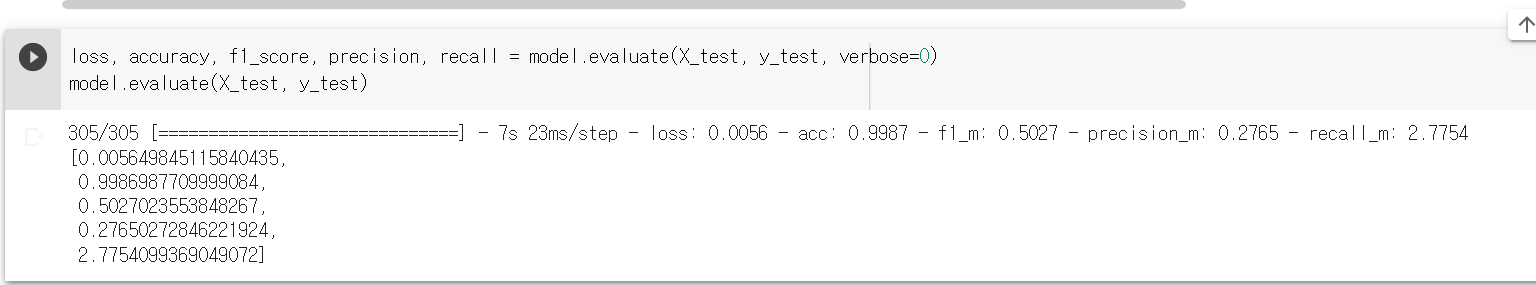 loss, accuracy, f1_score, precision, recall = model.evaluate(X_test, y_test, verbose=0)
model.evaluate(X_test, y_test)
305/305 [==============================] - 7s 23ms/step - loss: 0.0056 - acc: 0.9987 - f1_m: 0.5027 - precision_m: 0.2765 - recall_m: 2.7754
[0.005649845115840435,
0.9986987709999084,
0.5027023553848267,
0.27650272846221924,
2.7754099369049072]